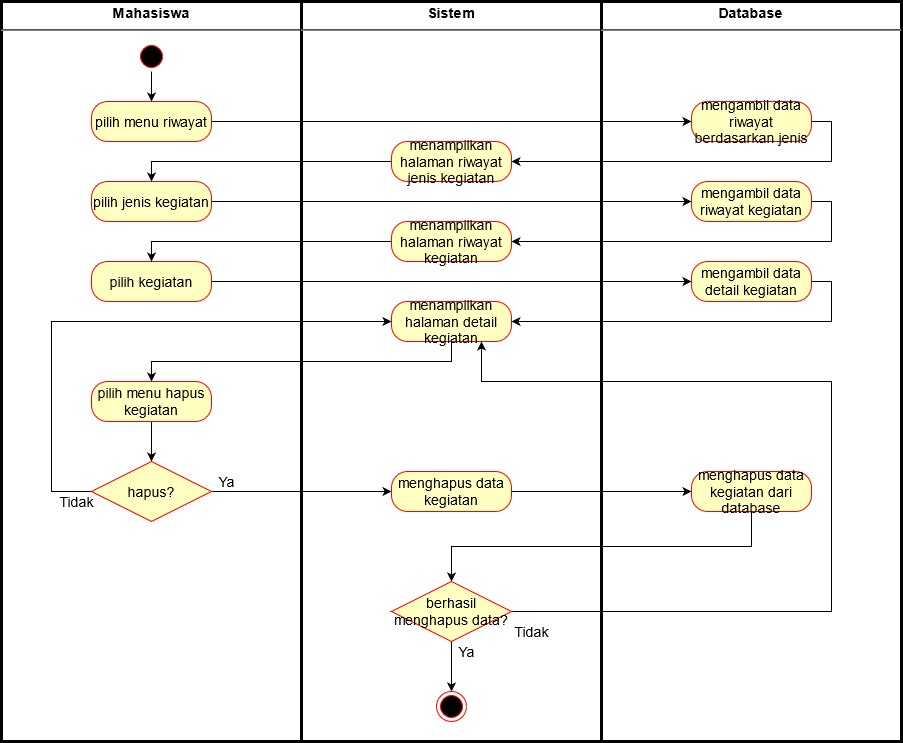 Mahasiswa
Sistem
Database
pilih menu riwayat
mengambil data
riwayat
berdasarkan jenis
menampilkan
halaman riwayat
jenis kegiatan
pilih jenis kegiatan
mengambil data
riwayat kegiatan
menampilkan
halaman riwayat
kegiatan
pilih kegiatan
mengambil data
detail kegiatan
menampilkan
halaman detail
kegiatan
pilih menu hapus
kegiatan
hapus?
Ya
Tidak
menghapus data
kegiatan
menghapus data
kegiatan dari
database
berhasil
menghapus data?
Tidak
Ya